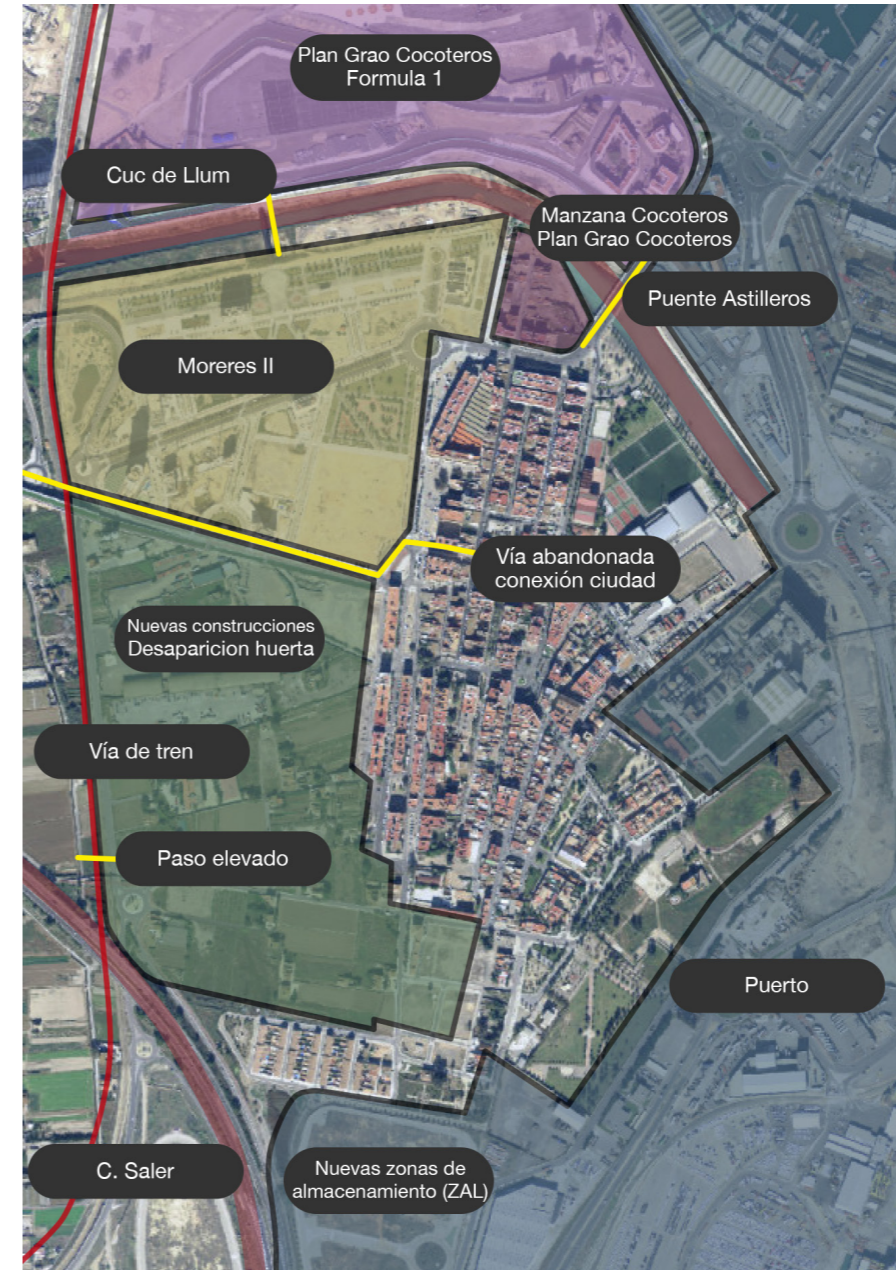 Plan Grao Cocoteros
Formula 1
Cuc de Llum
Manzana Cocoteros
Plan Grao Cocoteros
Puente Astilleros
Moreres II
Vía abandonada
conexión ciudad
Nuevas construcciones
Desaparicion huerta
Vía de tren
Paso elevado
Puerto
C. Saler
Nuevas zonas de
almacenamiento (ZAL)